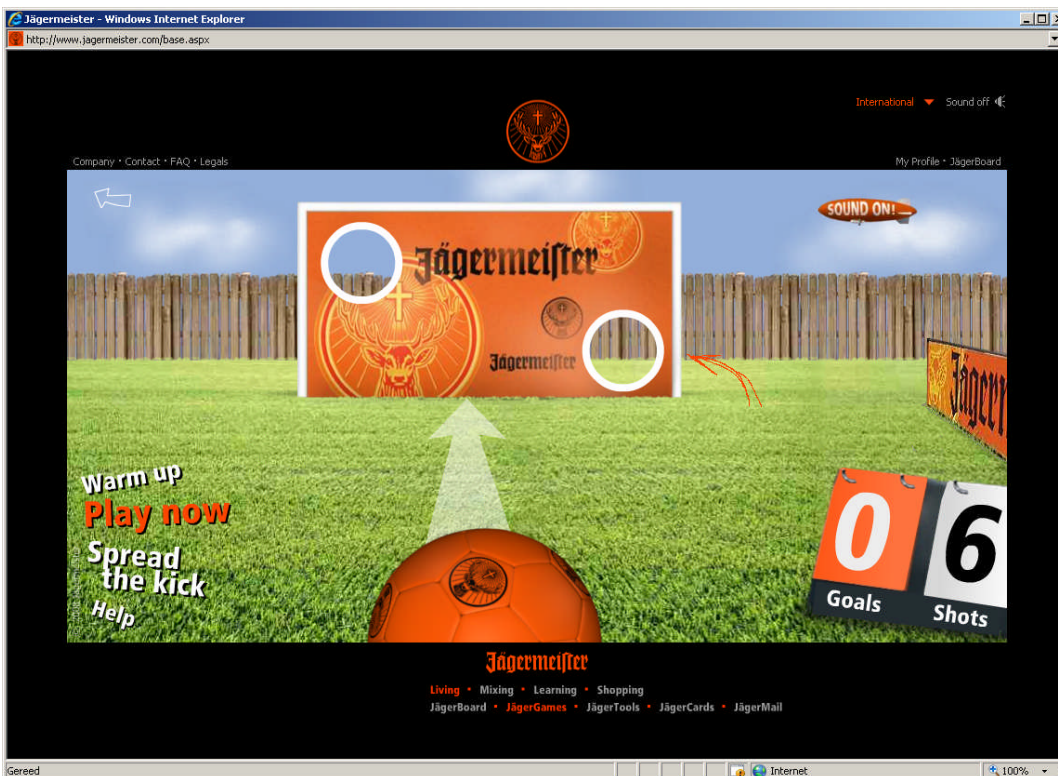 Jägermeister - Windows Internet Explorer
http://www.jagermeister.com/base.aspx
International Sound off
Company • Contact • FAQ • Legals
My Profile • JägerBoard
SOUND ON!
Jägermeister
Jägermeister
Jägerm
Warm up
Play now
Spread
the kick
Help
0 6
Goals Shots
Jägermeister
Living • Mixing • Learning • Shopping
JägerBoard • JägerGames • JägerTools • JägerCards • JägerMail
Gereed
Internet
100%